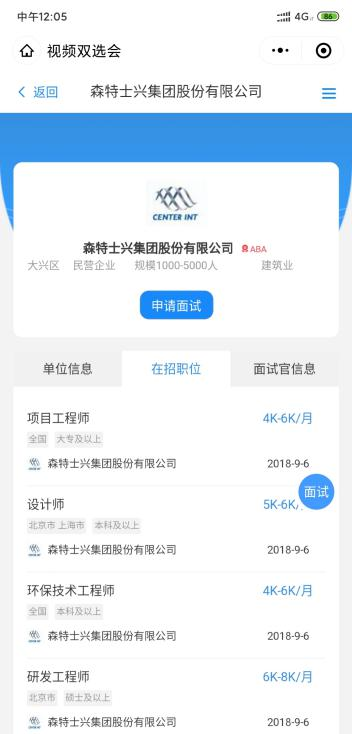 中午12:05
4G
86
视频双选会
返回
森特士兴集团股份有限公司
CENTER INT
森特士兴集团股份有限公司 ABA
大兴区 民营企业 规模1000-5000人 建筑业
申请面试
单位信息 在招职位 面试官信息
项目工程师 4K-6K/月
全国 大专及以上
森特士兴集团股份有限公司 2018-9-6
面试
设计师 5K-6K/
北京市 上海市 本科及以上
森特士兴集团股份有限公司 2018-9-6
环保技术工程师 4K-6K/月
全国 本科及以上
森特士兴集团股份有限公司 2018-9-6
研发工程师 6K-8K/月
北京市 硕士及以上
森特士兴集团股份有限公司 2018-9-6